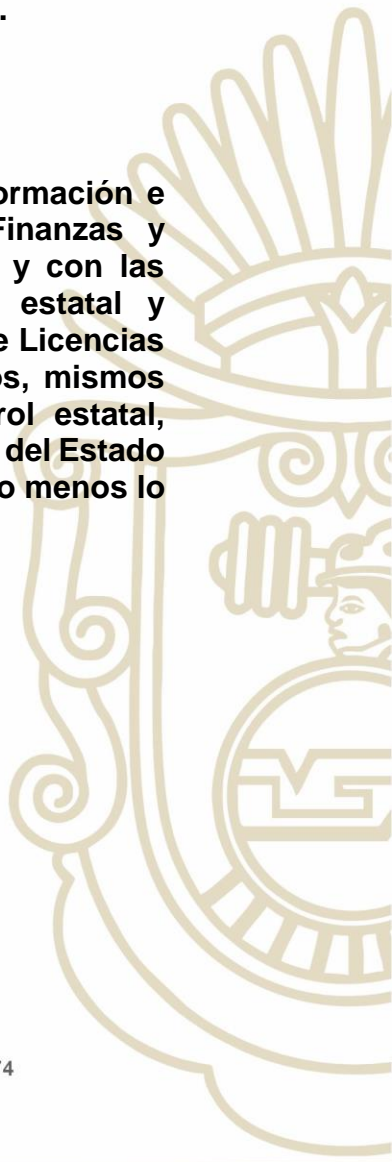 .
ormación e
Finanzas y
y con las
estatal y
e Licencias
os, mismos
rol estatal,
del Estado
o menos lo
74